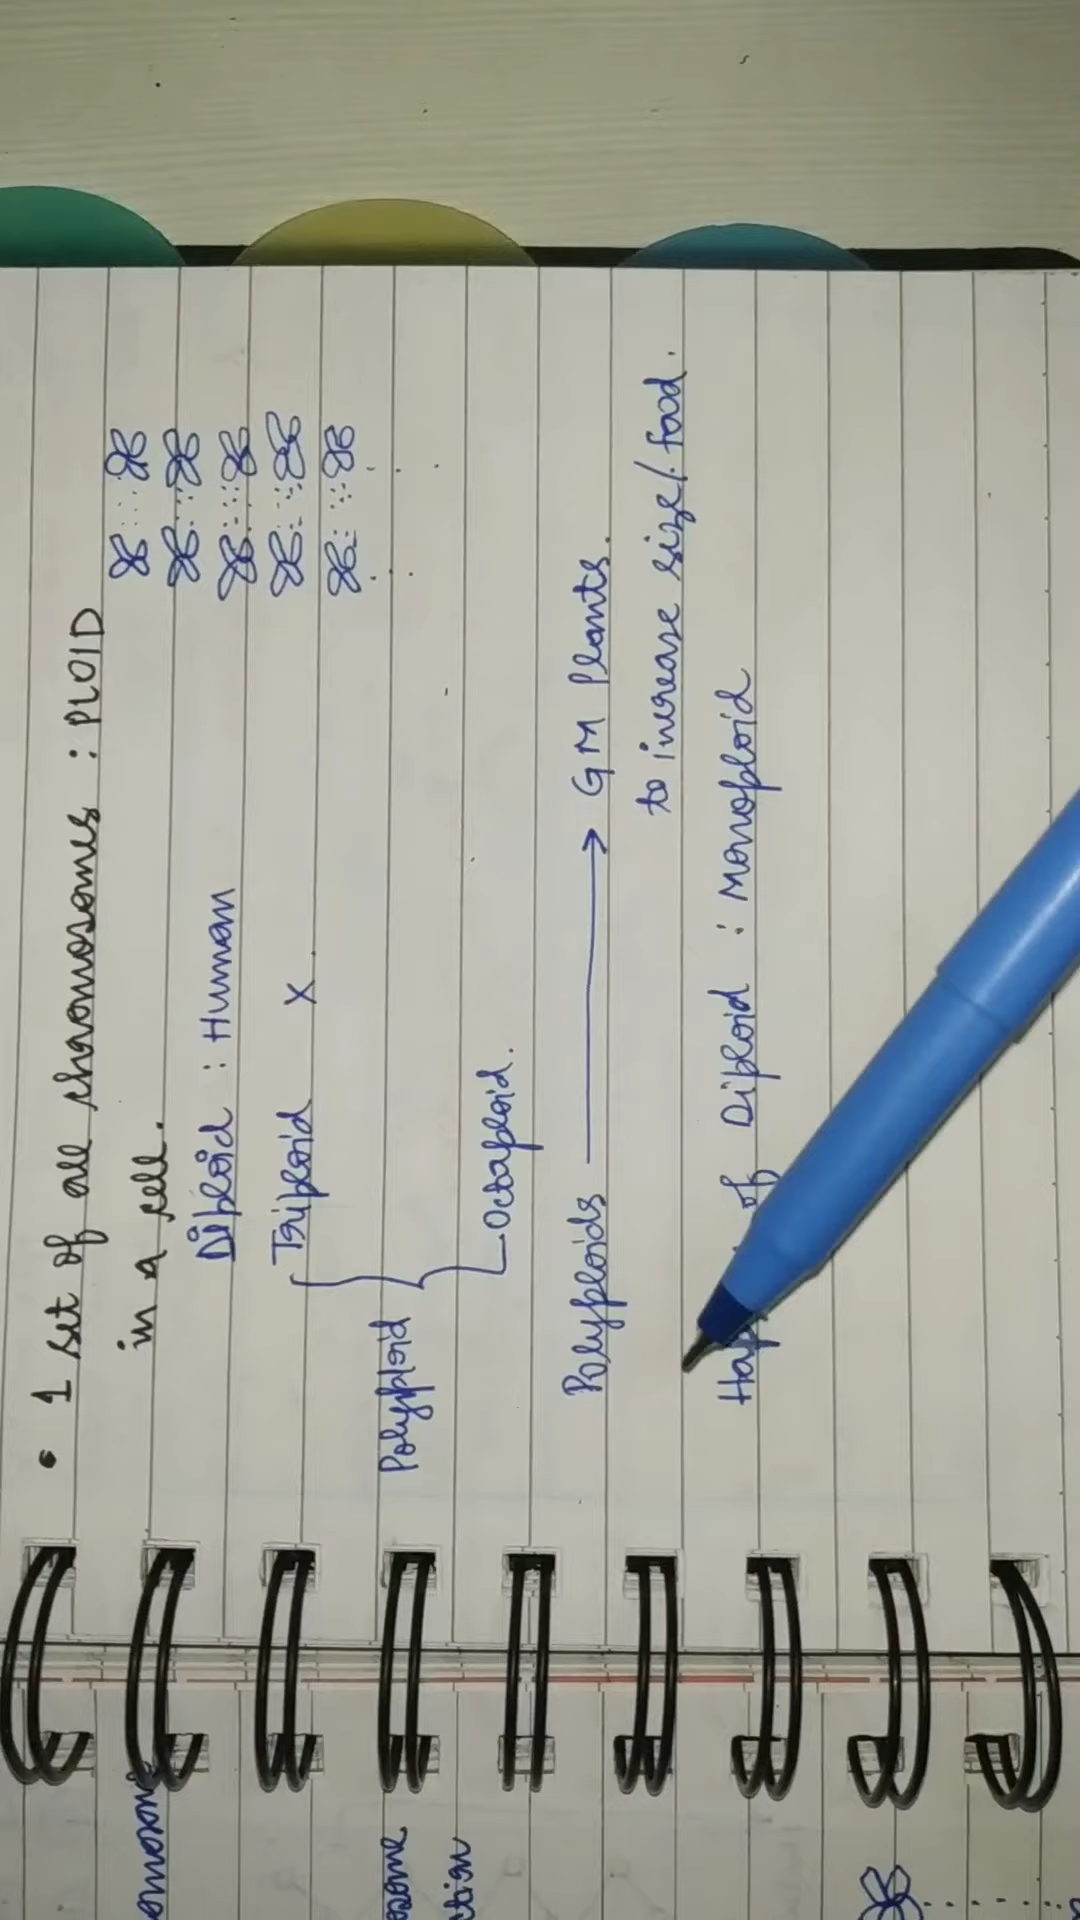 • 1 set of all chromosomes : PLOID
in a cell.
Diploid : Human
Triploid X
Polyploid
Octaploid.
Polyploids → GM Plants.
to increase size/food.
of Diploid : Monoploid